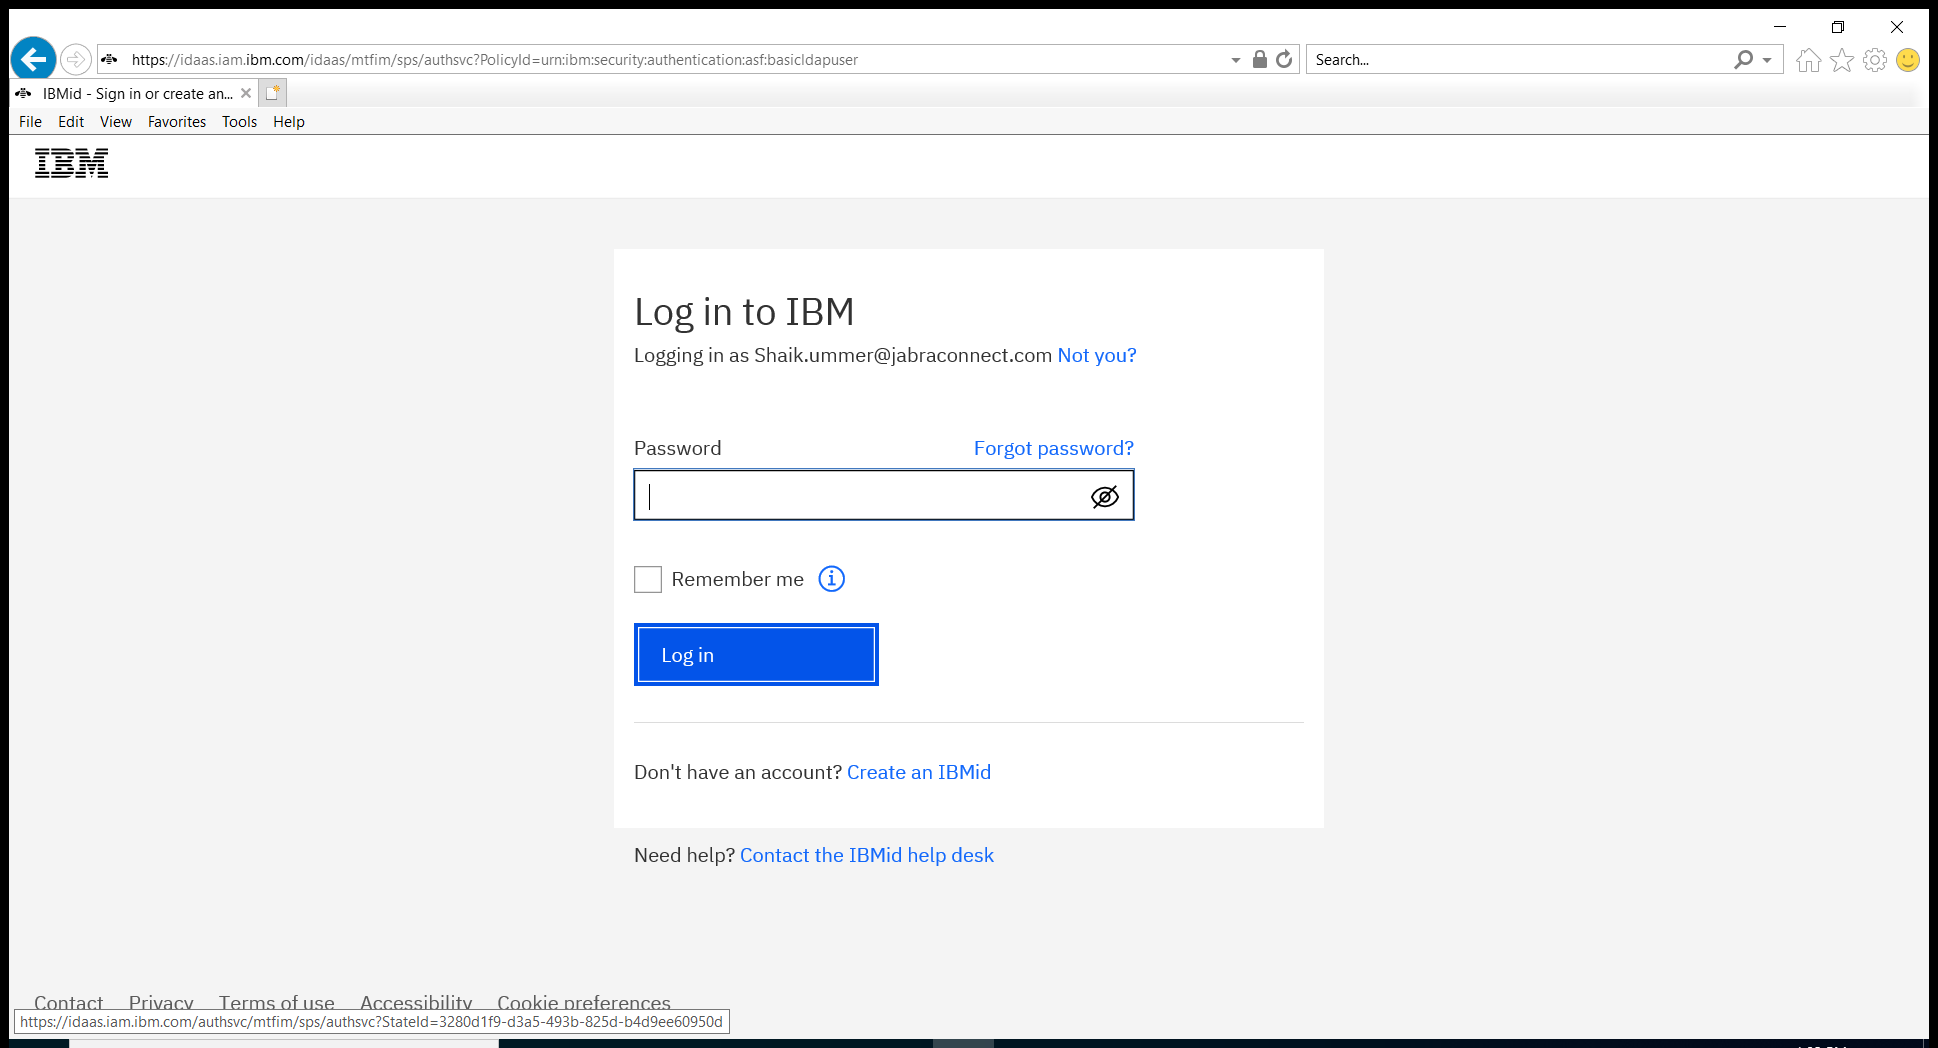 https://idaas.iam.ibm.com/idaas/mtfim/sps/authsvc?PolicyId=urn:ibm:security:authentication:asf:basicldapuser
Search...
IBMid - Sign in or create an...
File Edit View Favorites Tools Help
IBM
Log in to IBM
Logging in as Shaik.ummer@jabraconnect.com Not you?
Password Forgot password?
Remember me
Log in
Don't have an account? Create an IBMid
Need help? Contact the IBMid help desk
Contact Privacy Terms of use Accessibility Cookie preferences
https://idaas.iam.ibm.com/authsvc/mtfim/sps/authsvc?StateId=3280d1f9-d3a5-493b-825d-b4d9ee60950d